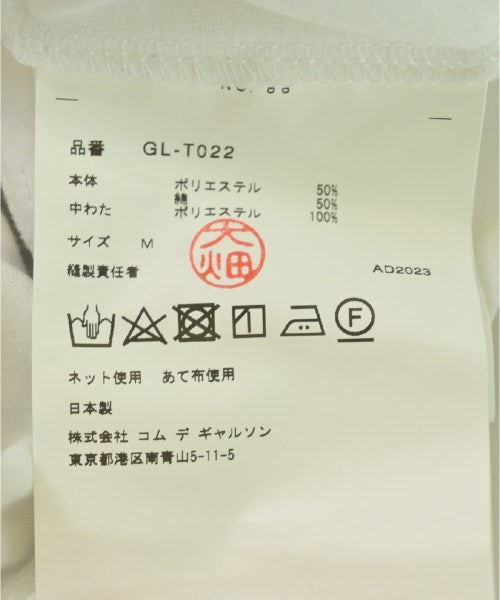 品番 GL-T022
本体 ポリエステル 50%
綿 50%
中わた ポリエステル 100%
サイズ M
大畑
縫製責任者
AD2023
F
ネット使用 あて布使用
日本製
株式会社 コム デ ギャルソン
東京都港区南青山5-11-5